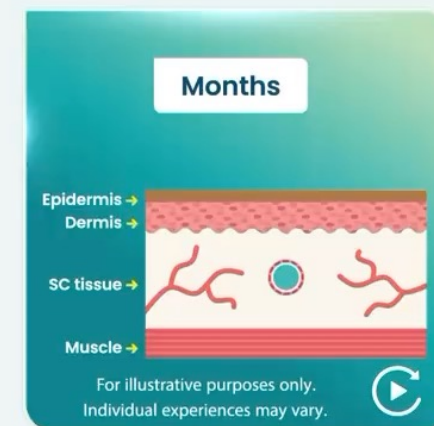 Months
Epidermis →
Dermis →
SC tissue →
Muscle →
For illustrative purposes only.
Individual experiences may vary.